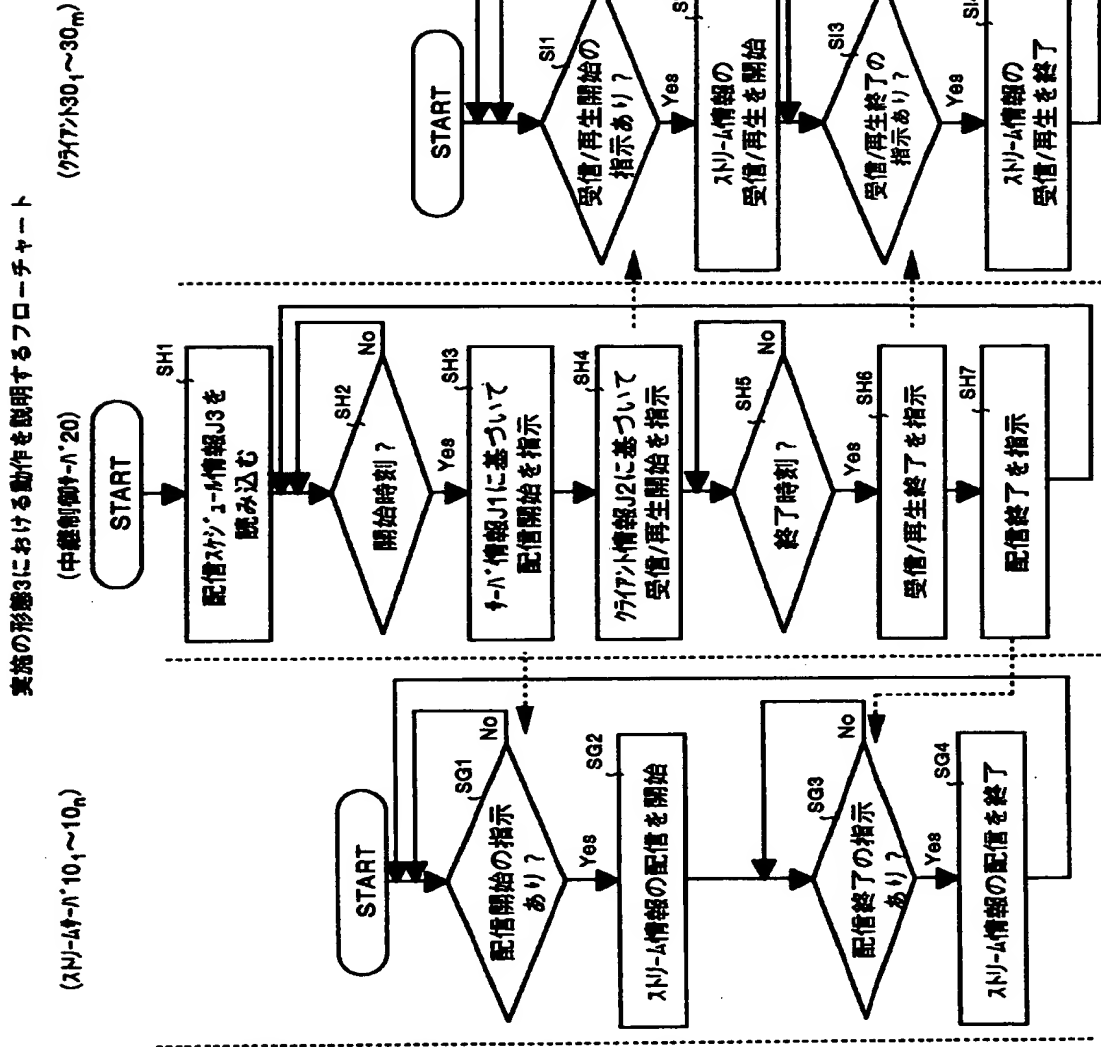 実施の形態3における動作を説明するフローチャート
(ストリームサーバ10₁~10ₙ)
START
配信開始の指示
あり?
SG1
No
Yes
SG2
ストリーム情報の配信を開始
配信終了の指示
あり?
SG3
No
Yes
SG4
ストリーム情報の配信を終了
(中継制御サーバ20)
START
SH1
配信スケジュール情報J3を
読み込む
SH2
開始時刻?
No
Yes
SH3
サーバ情報J1に基づいて
配信開始を指示
SH4
クライアント情報J2に基づいて
受信/再生開始を指示
SH5
終了時刻?
No
Yes
SH6
受信/再生終了を指示
SH7
配信終了を指示
(クライアント30₁~30ₘ)
START
SI1
受信/再生開始の
指示あり?
Yes
ストリーム情報の
受信/再生を開始
SI3
受信/再生終了の
指示あり?
Yes
ストリーム情報の
受信/再生を終了